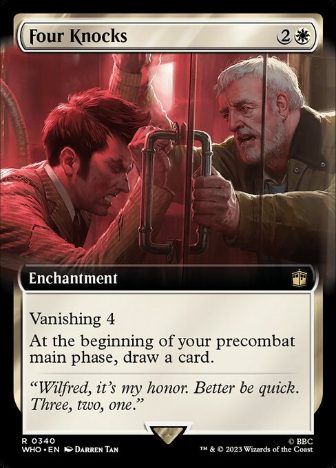 Four Knocks 2
Enchantment
Vanishing 4
At the beginning of your precombat
main phase, draw a card.
“Wilfred, it’s my honor. Better be quick.
Three, two, one.”
R 0340
WHO • EN Darren Tan
© BBC
™ & © 2023 Wizards of the Coast